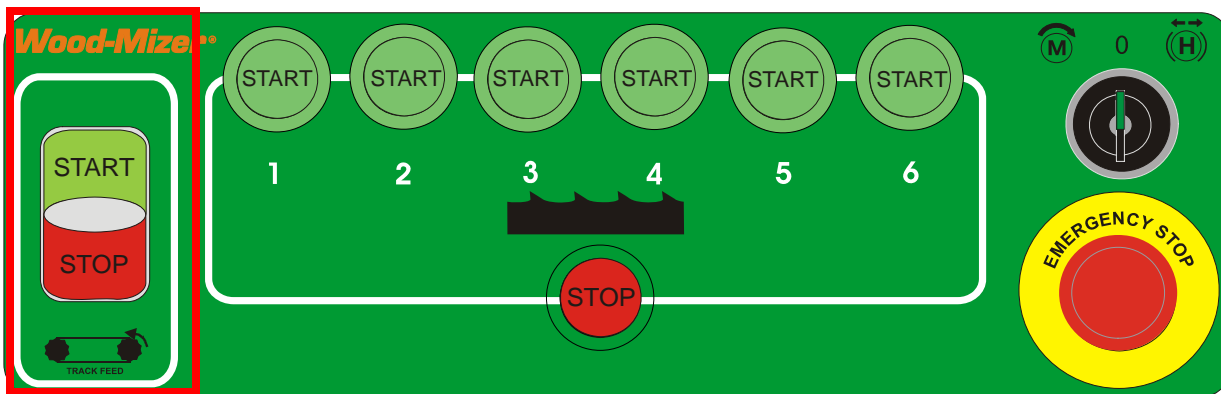 Wood-Mizer®
START
STOP
TRACK FEED
START START START START START START
1 2 3 4 5 6
STOP
M 0 (H)
EMERGENCY STOP